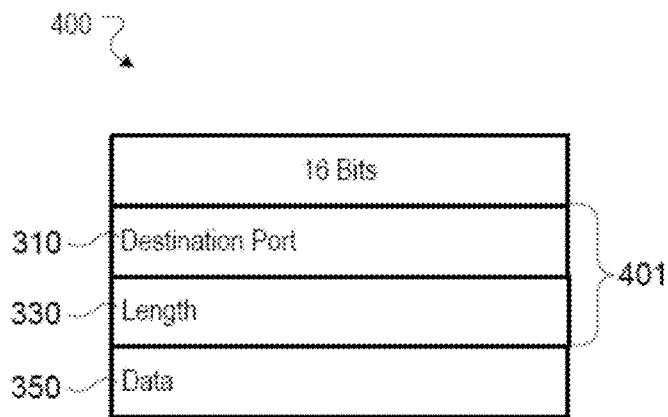 400
16 Bits
310 Destination Port
401
330 Length
350 Data